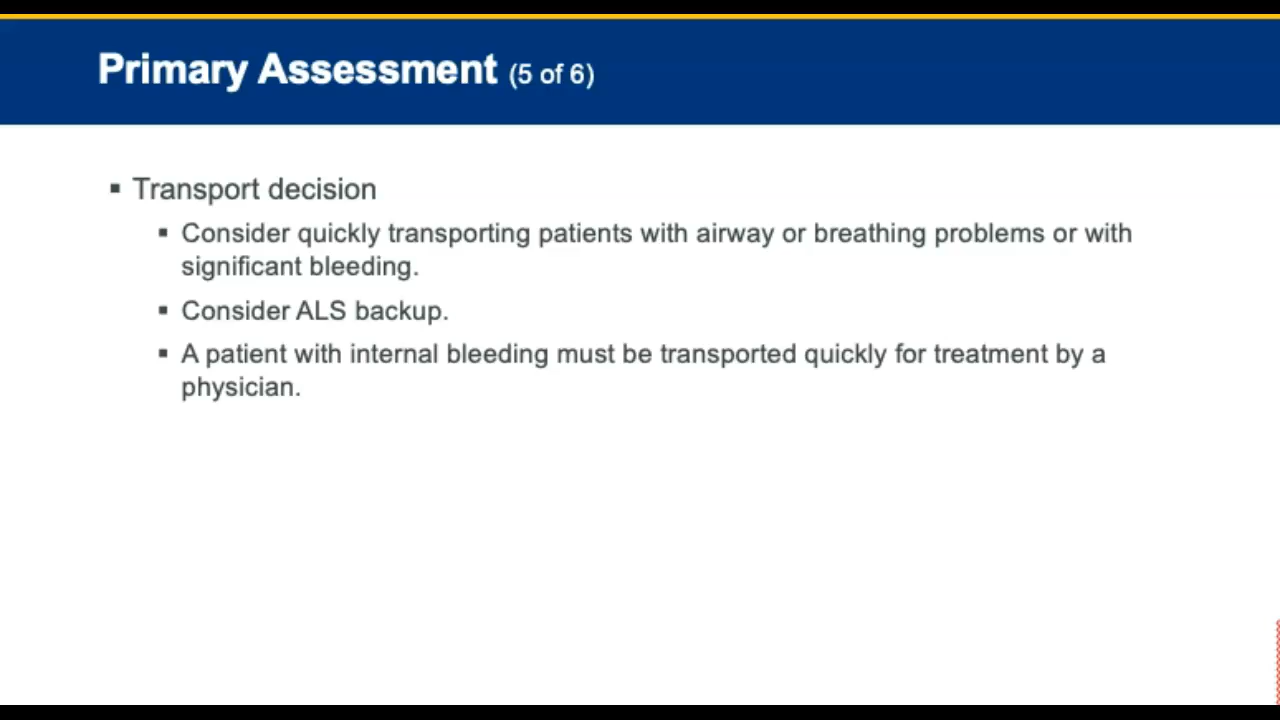 Primary Assessment (5 of 6)
▪ Transport decision
▪ Consider quickly transporting patients with airway or breathing problems or with
significant bleeding.
▪ Consider ALS backup.
▪ A patient with internal bleeding must be transported quickly for treatment by a
physician.